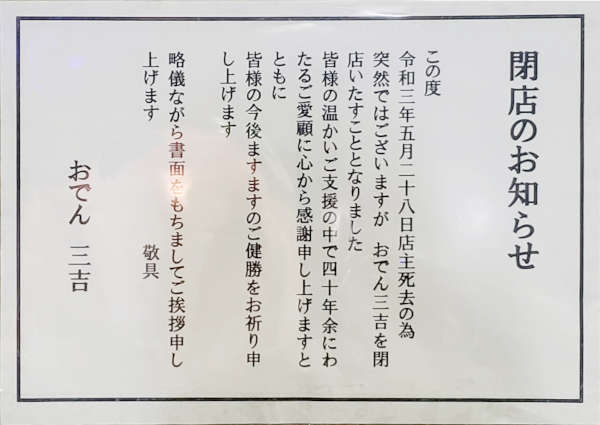 閉店のお知らせ
この度
令和三年五月二十八日店主死去の為
突然ではございますが　おでん三吉を閉
店いたすこととなりました
皆様の温かいご支援の中で四十年余にわ
たるご愛顧に心から感謝申し上げますと
ともに
皆様の今後ますますのご健勝をお祈り申
し上げます
略儀ながら書面をもちましてご挨拶申し
上げます
敬具
おでん　三吉